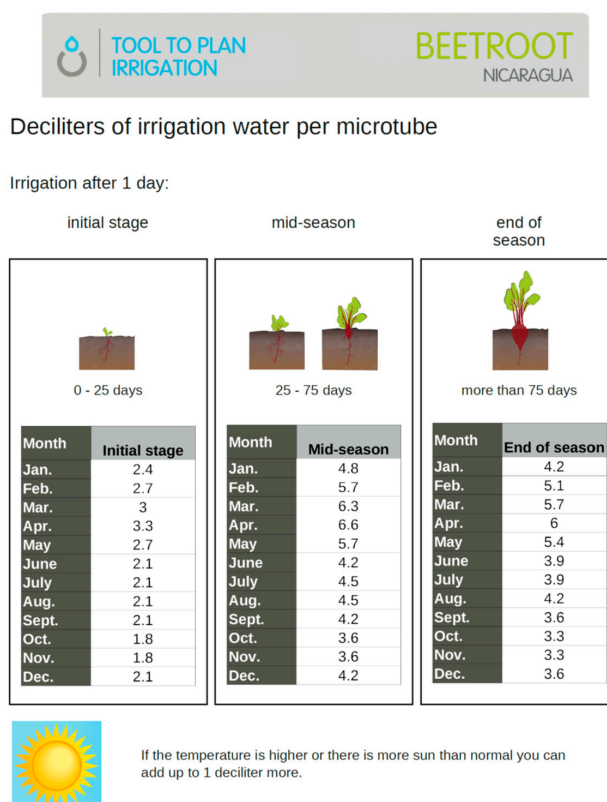 TOOL TO PLAN
IRRIGATION
BEETROOT
NICARAGUA
Deciliters of irrigation water per microtube
Irrigation after 1 day:
initial stage
0 - 25 days
Month Initial stage
Jan. 2.4
Feb. 2.7
Mar. 3
Apr. 3.3
May 2.7
June 2.1
July 2.1
Aug. 2.1
Sept. 2.1
Oct. 1.8
Nov. 1.8
Dec. 2.1
mid-season
25 - 75 days
Month Mid-season
Jan. 4.8
Feb. 5.7
Mar. 6.3
Apr. 6.6
May 5.7
June 4.2
July 4.5
Aug. 4.5
Sept. 4.2
Oct. 3.6
Nov. 3.6
Dec. 4.2
end of
season
more than 75 days
Month End of season
Jan. 4.2
Feb. 5.1
Mar. 5.7
Apr. 6
May 5.4
June 3.9
July 3.9
Aug. 4.2
Sept. 3.6
Oct. 3.3
Nov. 3.3
Dec. 3.6
If the temperature is higher or there is more sun than normal you can
add up to 1 deciliter more.